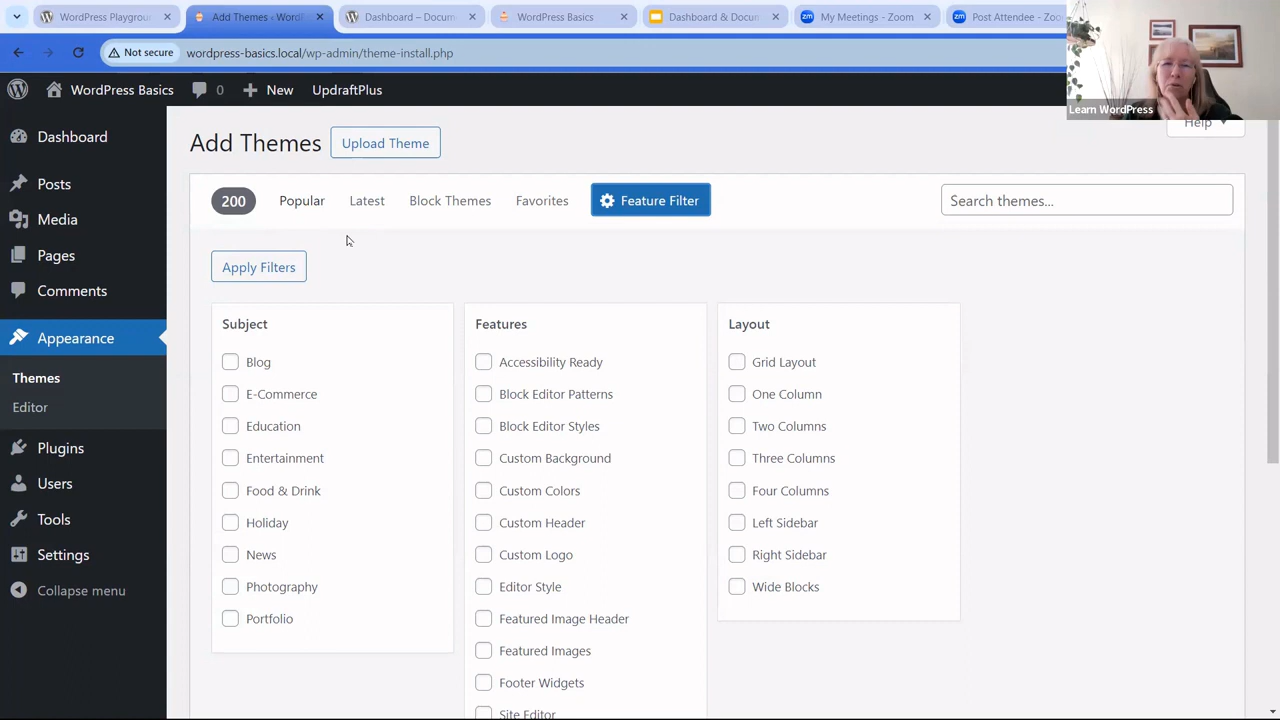 WordPress Playgrou
Add Themes ‹ WordP
Dashboard – Docum
WordPress Basics
Dashboard & Docu
My Meetings - Zoom
Post Attendee - Zoo
Not secure
wordpress-basics.local/wp-admin/theme-install.php
WordPress Basics
0
New
UpdraftPlus
Learn WordPress
Help
Dashboard
Posts
Media
Pages
Comments
Appearance
Themes
Editor
Plugins
Users
Tools
Settings
Collapse menu
Add Themes
Upload Theme
200
Popular
Latest
Block Themes
Favorites
Feature Filter
Search themes...
Apply Filters
Subject
Blog
E-Commerce
Education
Entertainment
Food & Drink
Holiday
News
Photography
Portfolio
Features
Accessibility Ready
Block Editor Patterns
Block Editor Styles
Custom Background
Custom Colors
Custom Header
Custom Logo
Editor Style
Featured Image Header
Featured Images
Footer Widgets
Site Editor
Layout
Grid Layout
One Column
Two Columns
Three Columns
Four Columns
Left Sidebar
Right Sidebar
Wide Blocks